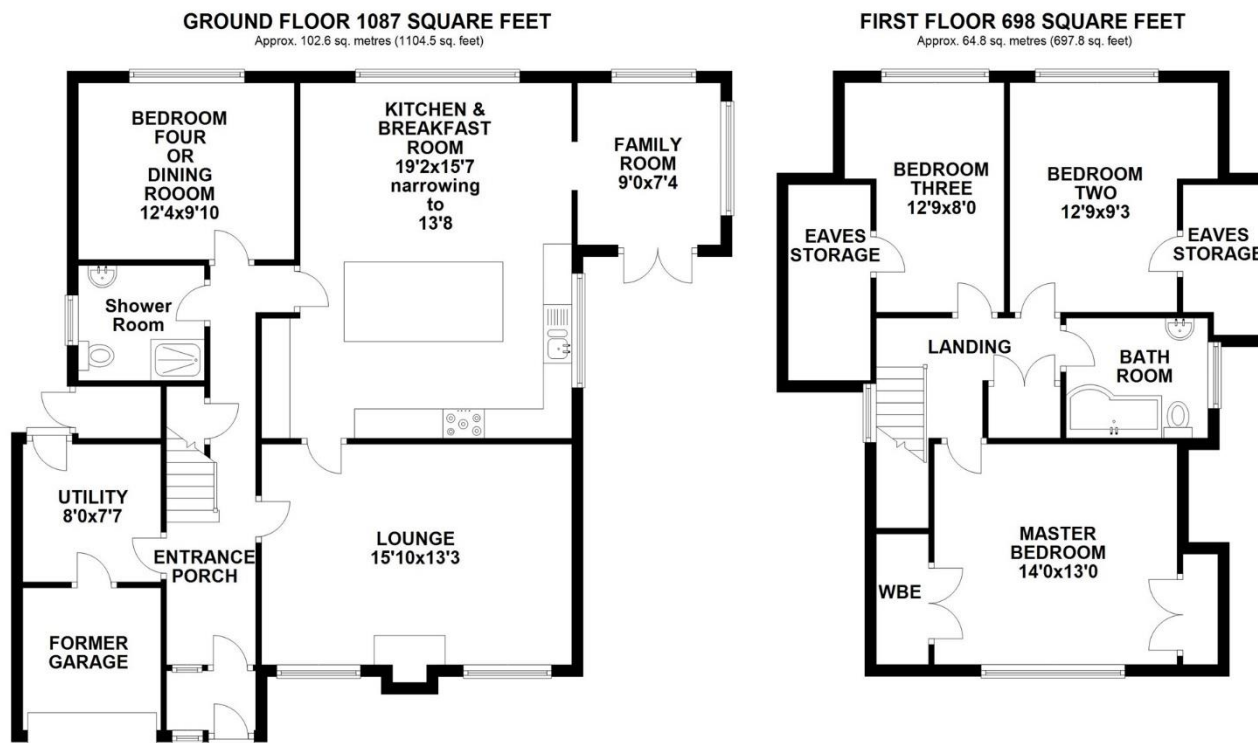 GROUND FLOOR 1087 SQUARE FEET
Approx. 102.6 sq. metres (1104.5 sq. feet)
BEDROOM
FOUR
OR
DINING
ROOOM
12'4x9'10
KITCHEN &
BREAKFAST
ROOM
19'2x15'7
narrowing
to
13'8
FAMILY
ROOM
9'0x7'4
Shower
Room
UTILITY
8'0x7'7
ENTRANCE
PORCH
LOUNGE
15'10x13'3
FORMER
GARAGE
FIRST FLOOR 698 SQUARE FEET
Approx. 64.8 sq. metres (697.8 sq. feet)
BEDROOM
THREE
12'9x8'0
BEDROOM
TWO
12'9x9'3
EAVES
STORAGE
EAVES
STORAGE
LANDING
BATH
ROOM
MASTER
BEDROOM
14'0x13'0
WBE